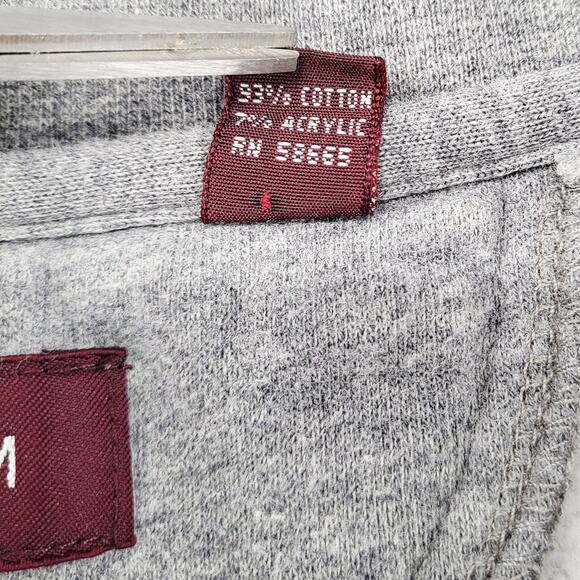 93% COTTON
7% ACRYLIC
RN 58665
M